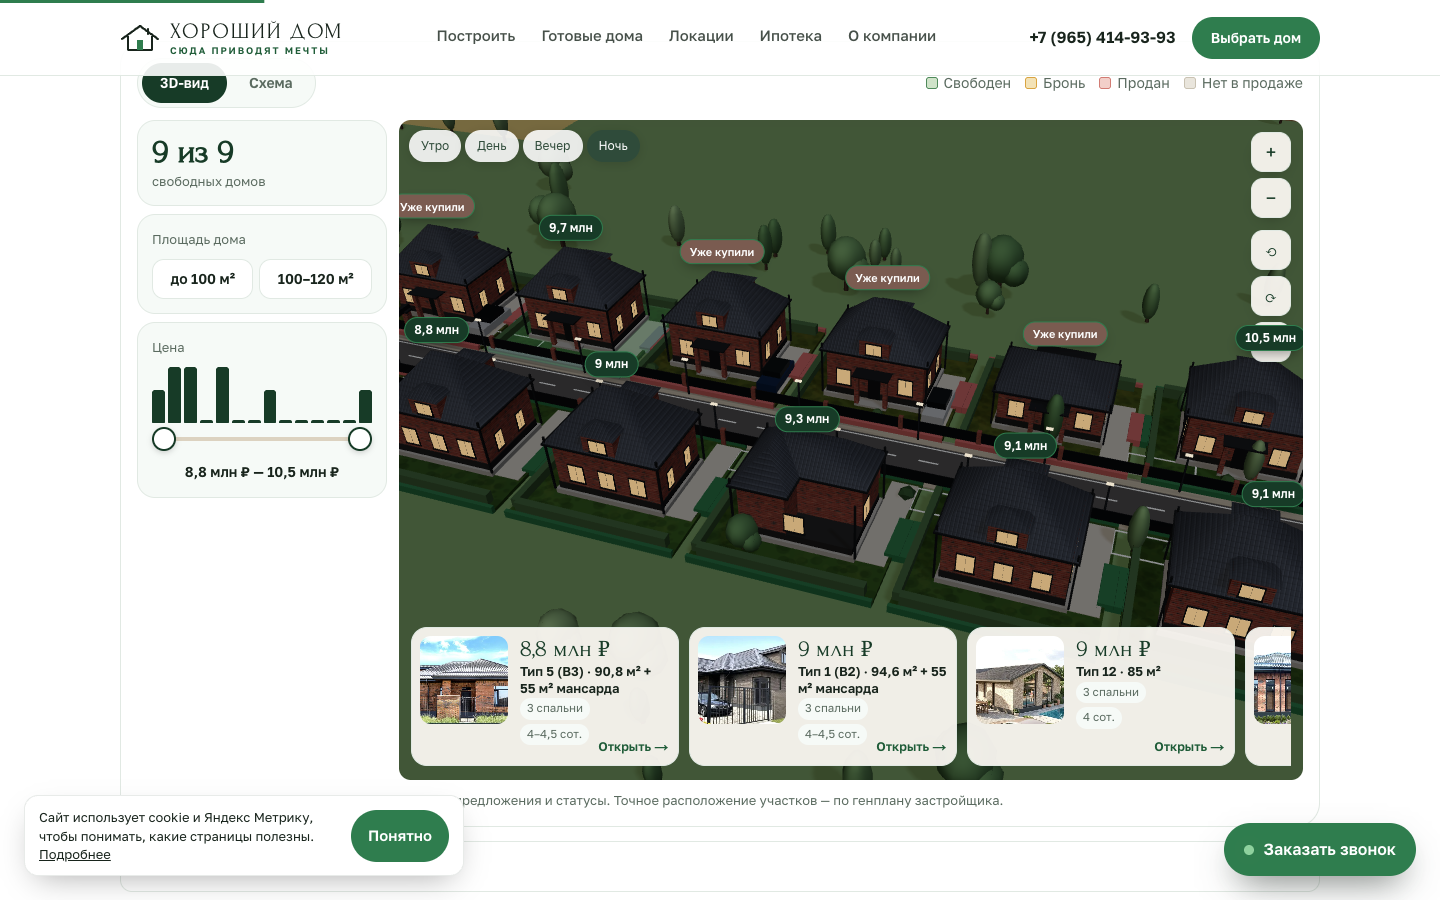 ХОРОШИЙ ДОМ
СЮДА ПРИВОДЯТ МЕЧТЫ
Построить
Готовые дома
Локации
Ипотека
О компании
+7 (965) 414-93-93
Выбрать дом
3D-вид
Схема
Свободен
Бронь
Продан
Нет в продаже
9 из 9
свободных домов
Площадь дома
до 100 м²
100–120 м²
Цена
8,8 млн ₽ — 10,5 млн ₽
Утро
День
Вечер
Ночь
+
−
Уже купили
9,7 млн
Уже купили
Уже купили
8,8 млн
Уже купили
10,5 млн
9 млн
9,3 млн
9,1 млн
9,1 млн
8,8 млн ₽
Тип 5 (В3) · 90,8 м² +
55 м² мансарда
3 спальни
4–4,5 сот.
Открыть →
9 млн ₽
Тип 1 (В2) · 94,6 м² + 55
м² мансарда
3 спальни
4–4,5 сот.
Открыть →
9 млн ₽
Тип 12 · 85 м²
3 спальни
4 сот.
Открыть →
предложения и статусы. Точное расположение участков — по генплану застройщика.
Сайт использует cookie и Яндекс Метрику,
чтобы понимать, какие страницы полезны.
Подробнее
Понятно
Заказать звонок